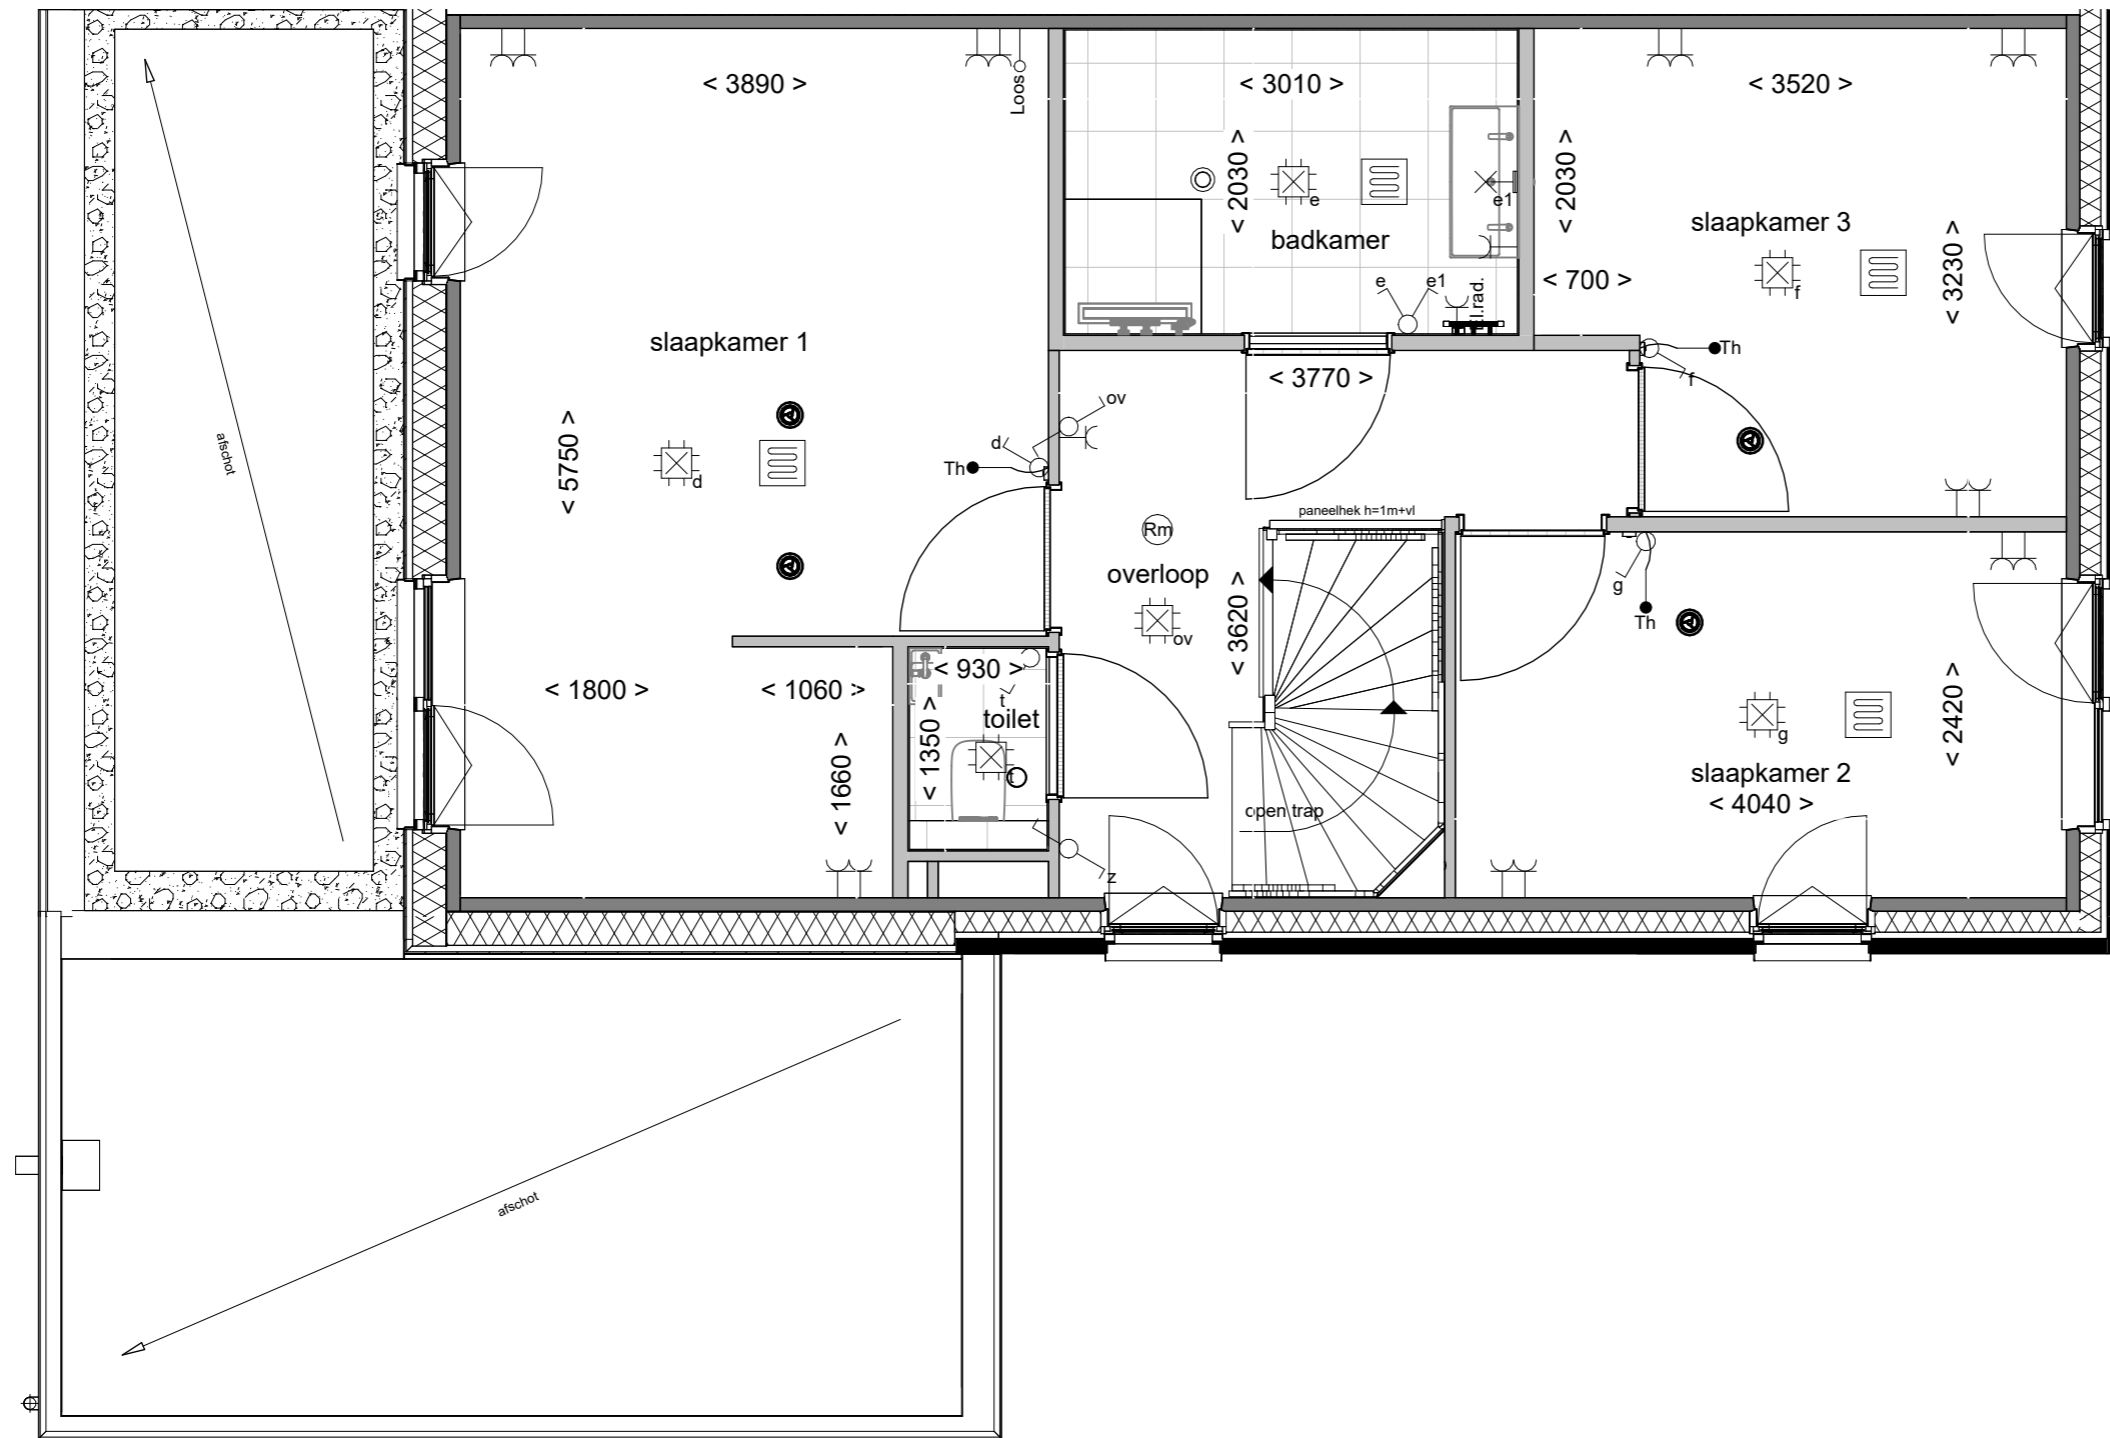 < 3890 >
Loos
< 3010 >
< 3520 >
< 2030 >
e
e1
< 2030 >
badkamer
slaapkamer 3
f
< 3230 >
< 700 >
e
e1
slaapkamer 1
< 3770 >
Th
f
ov
d
Th
< 5750 >
d
afschot
paneelhek h=1m+vl
Rm
overloop
ov
< 3620 >
g
Th
< 930 >
< 1800 >
< 1060 >
t
toilet
< 1350 >
t
< 1660 >
g
< 2420 >
slaapkamer 2
< 4040 >
open trap
z
afschot